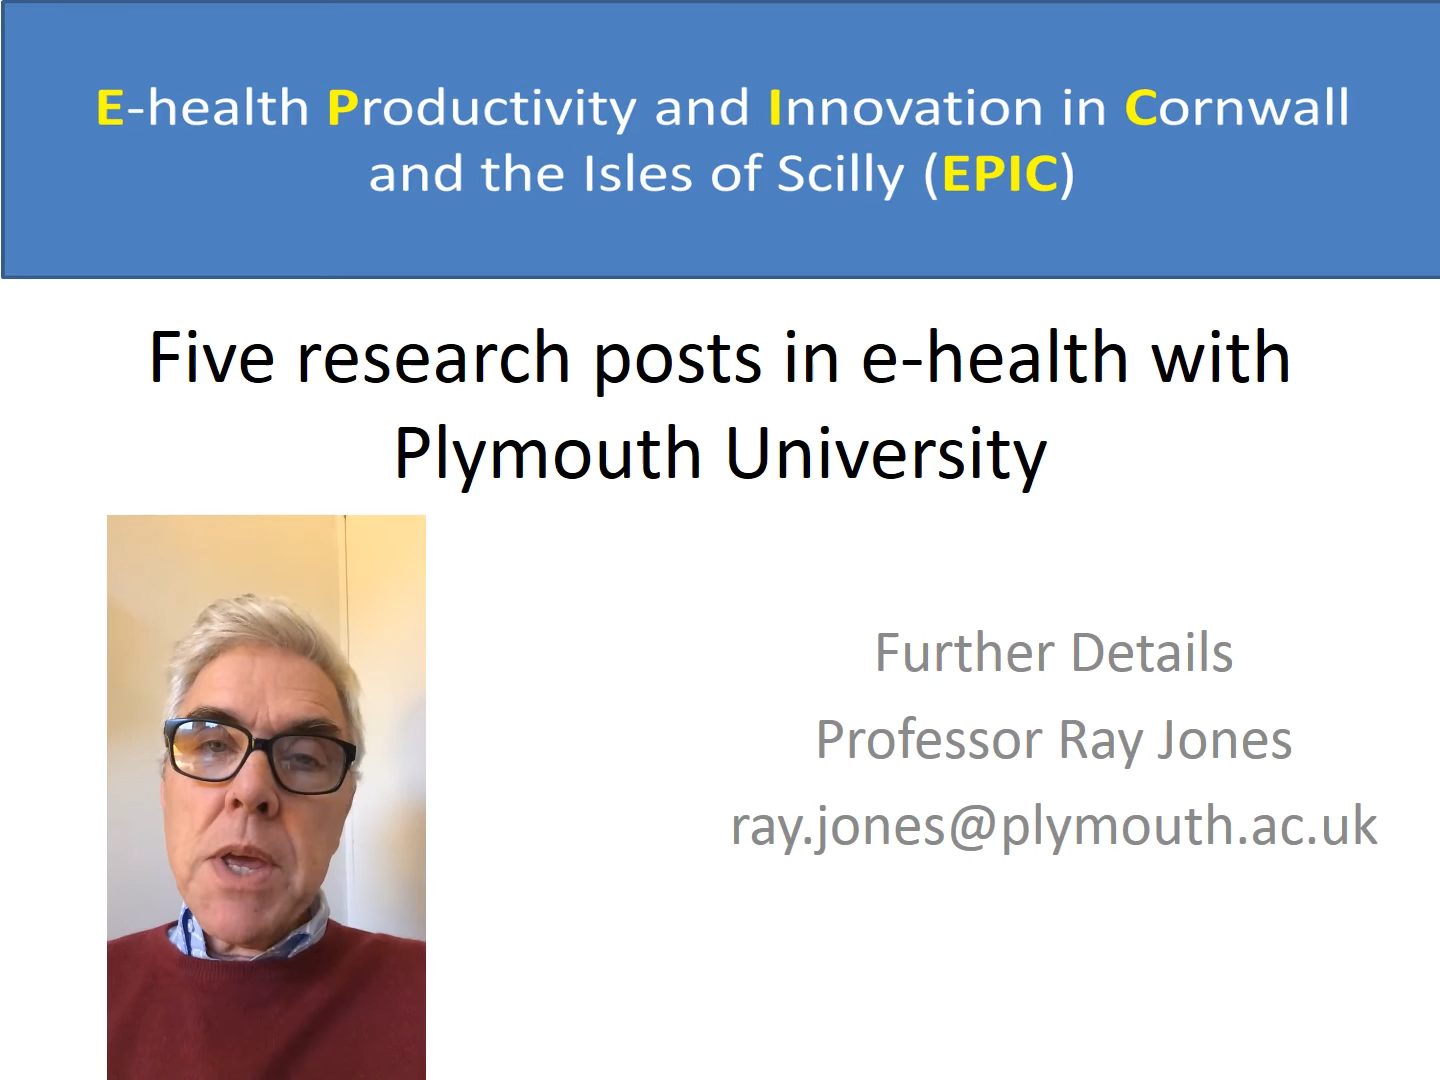 E-health Productivity and Innovation in Cornwall
and the Isles of Scilly (EPIC)
Five research posts in e-health with
Plymouth University
Further Details
Professor Ray Jones
ray.jones@plymouth.ac.uk